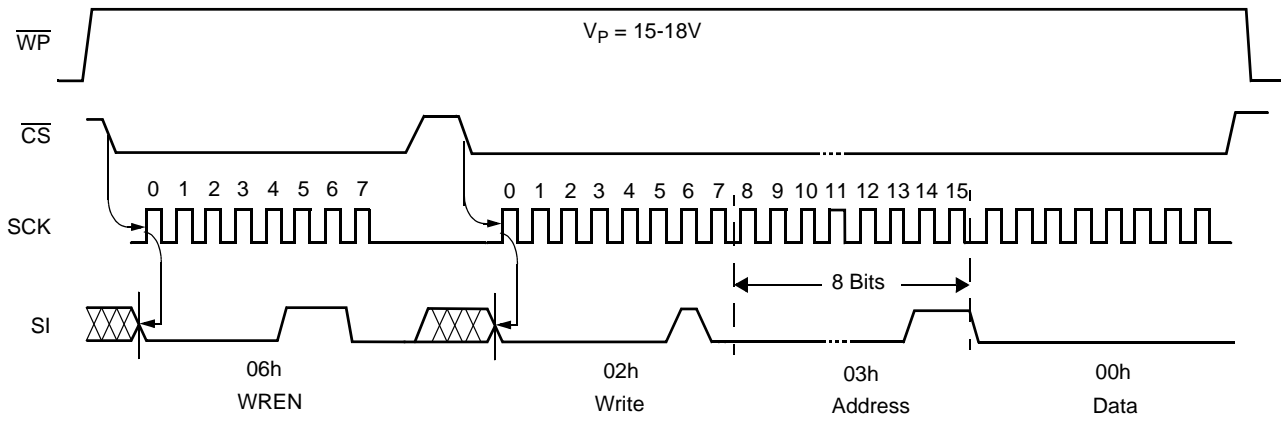 WP
V_P = 15-18V
CS
0 1 2 3 4 5 6 7
0 1 2 3 4 5 6 7 8 9 10 11 12 13 14 15
SCK
8 Bits
SI
06h
02h
03h
00h
WREN
Write
Address
Data